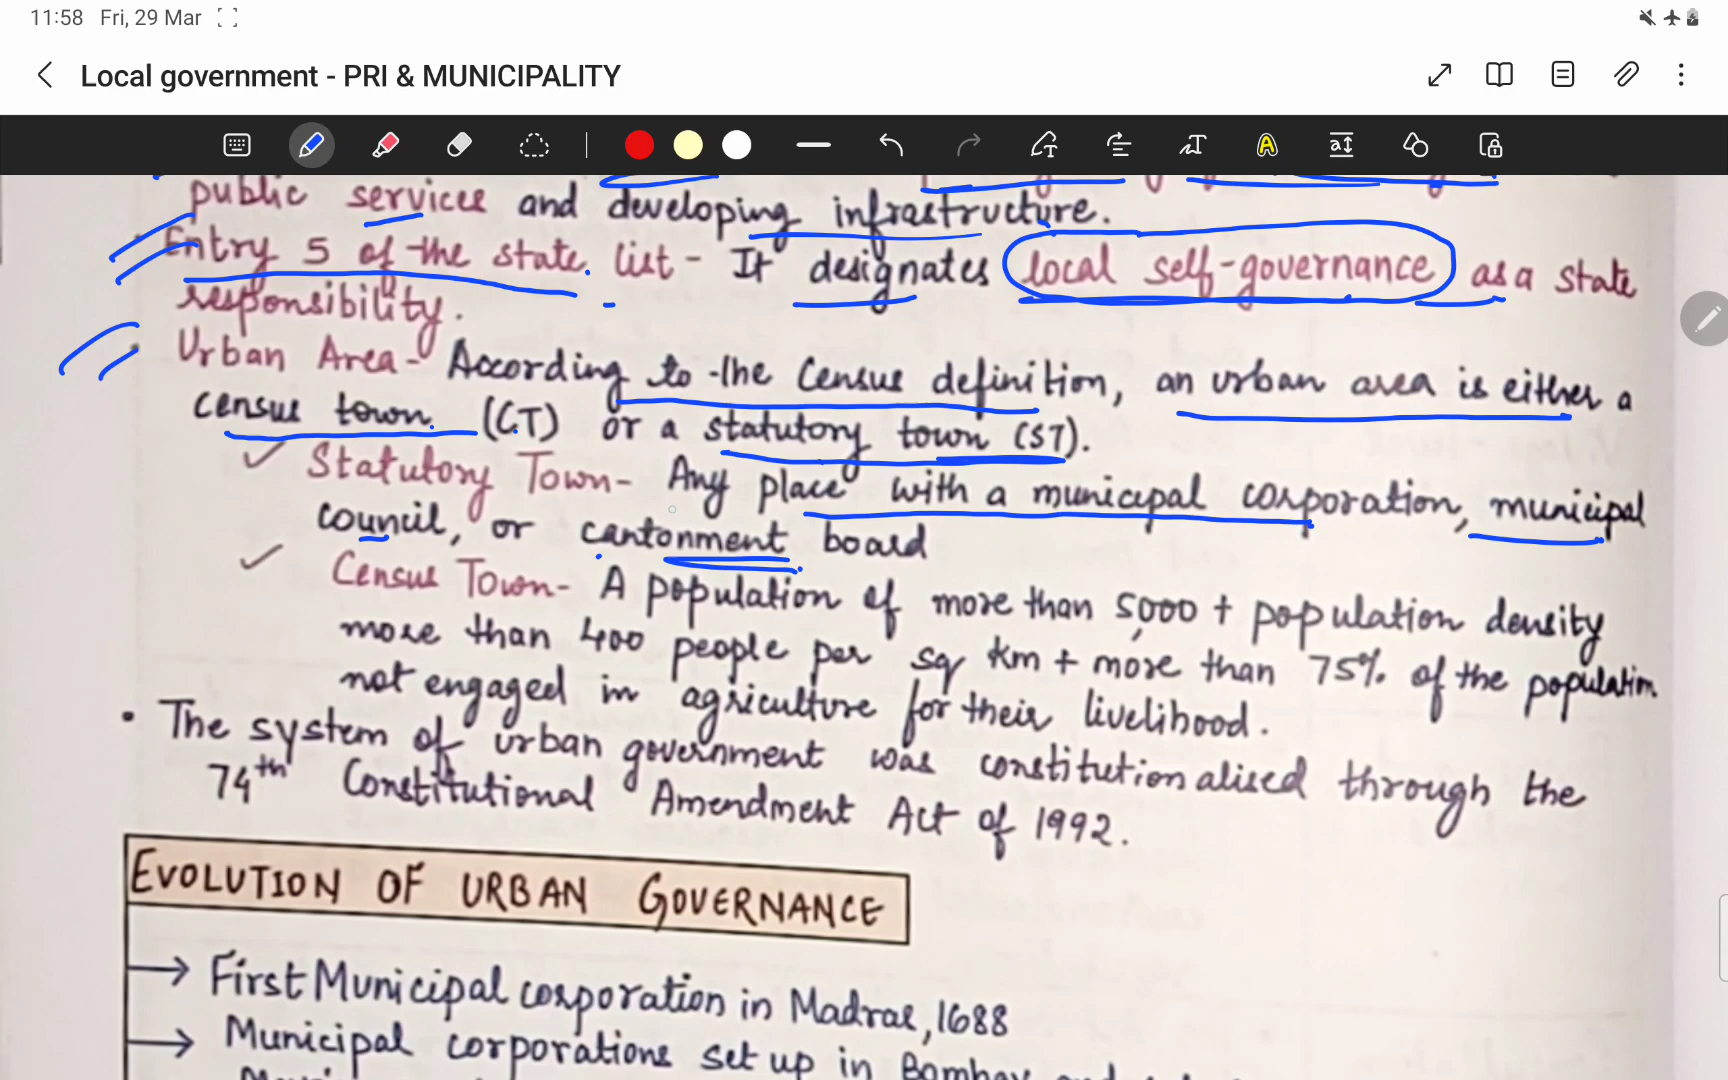 11:58 Fri, 29 Mar
Local government - PRI & MUNICIPALITY
public services and developing infrastructure.
Entry 5 of the state list - It designates local self-governance as a state
responsibility.
Urban Area - According to the Census definition, an urban area is either a
census town (CT) or a statutory town (ST).
Statutory Town - Any place with a municipal corporation, municipal
council, or cantonment board
Census Town - A population of more than 5,000 + population density
more than 400 people per sq km + more than 75% of the population
not engaged in agriculture for their livelihood.
• The system of urban government was constitutionalised through the
74th Constitutional Amendment Act of 1992.
EVOLUTION OF URBAN GOVERNANCE
→ First Municipal corporation in Madras, 1688
→ Municipal corporations set up in Bombay and